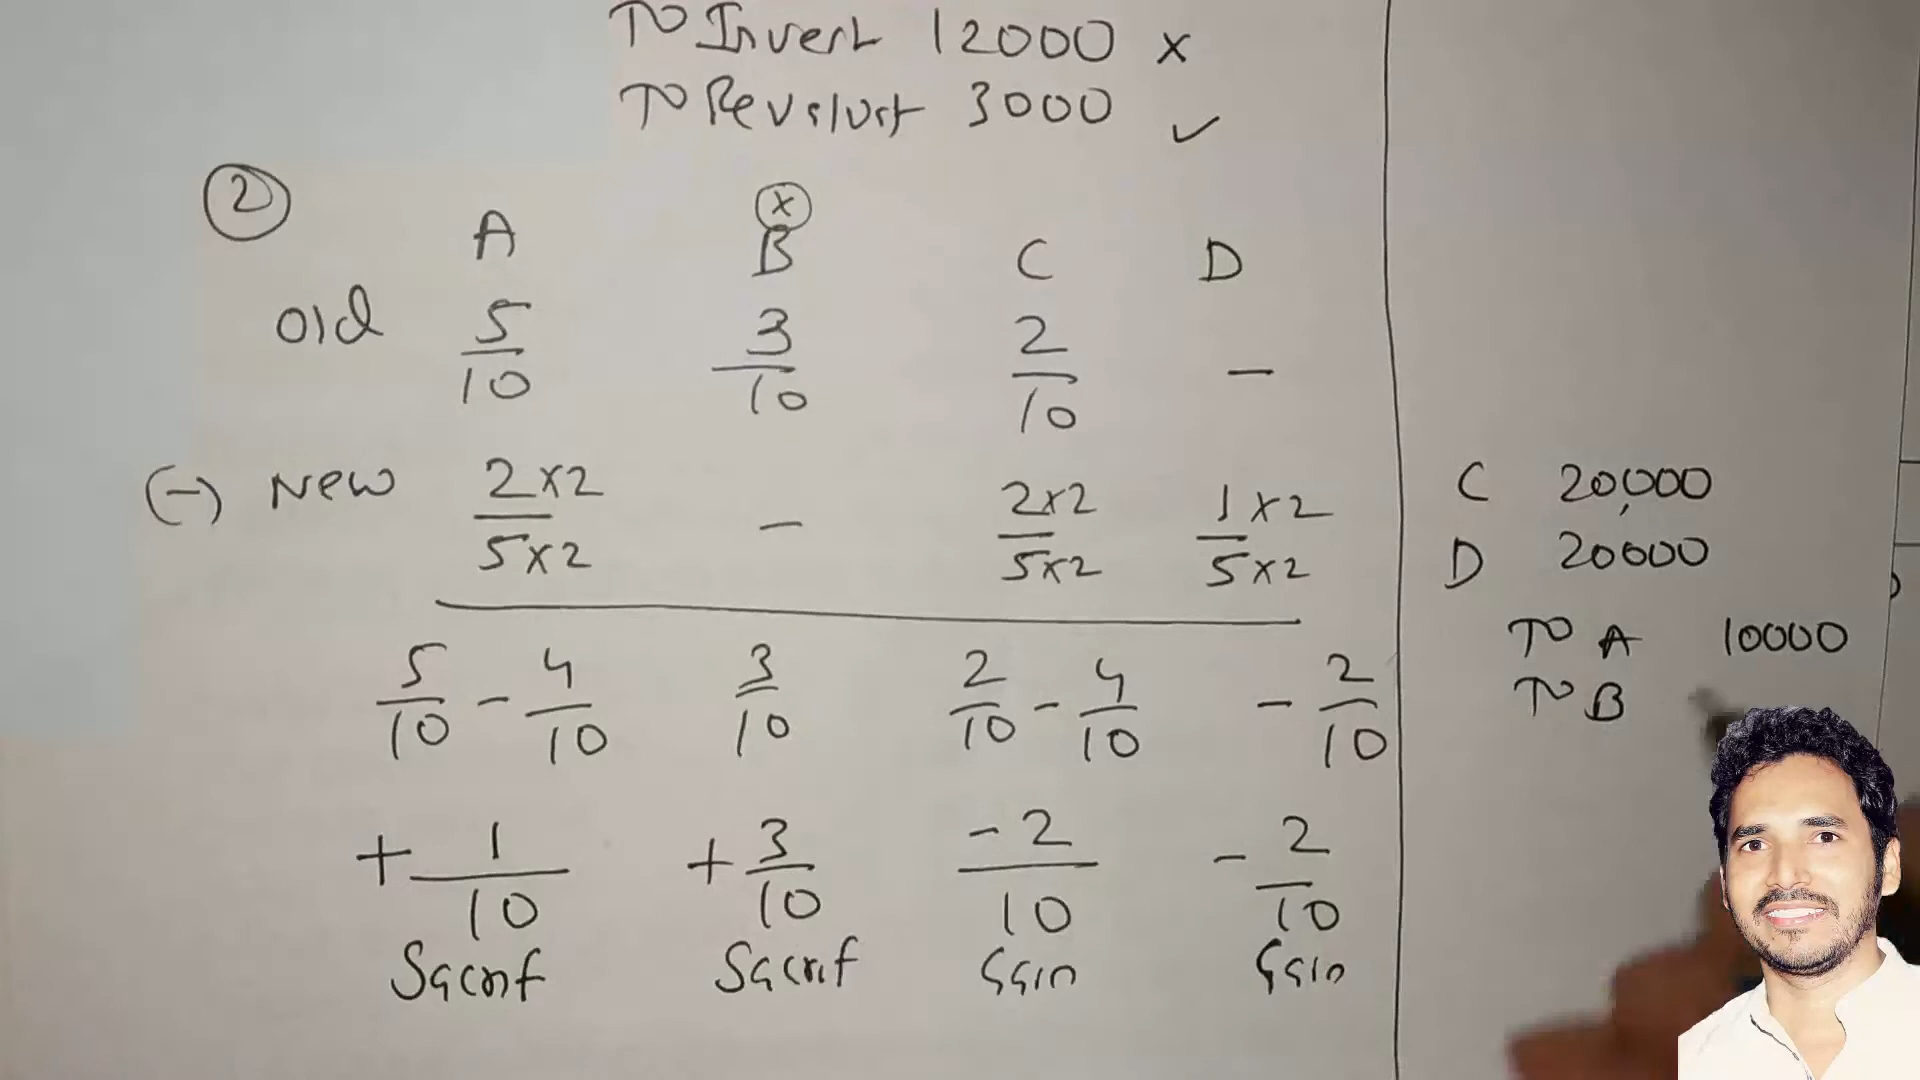 To Invest 12000 x
To Revalust 3000 ✓
2
A B C D
x
Old 5/10 3/10 2/10 -
(-) New 2x2/5x2 - 2x2/5x2 1x2/5x2
5/10 - 4/10 3/10 2/10 - 4/10 - 2/10
+ 1/10 + 3/10 -2/10 - 2/10
Sacrif Sacrif Gain Gain
C 20,000
D 20000
To A 10000
To B